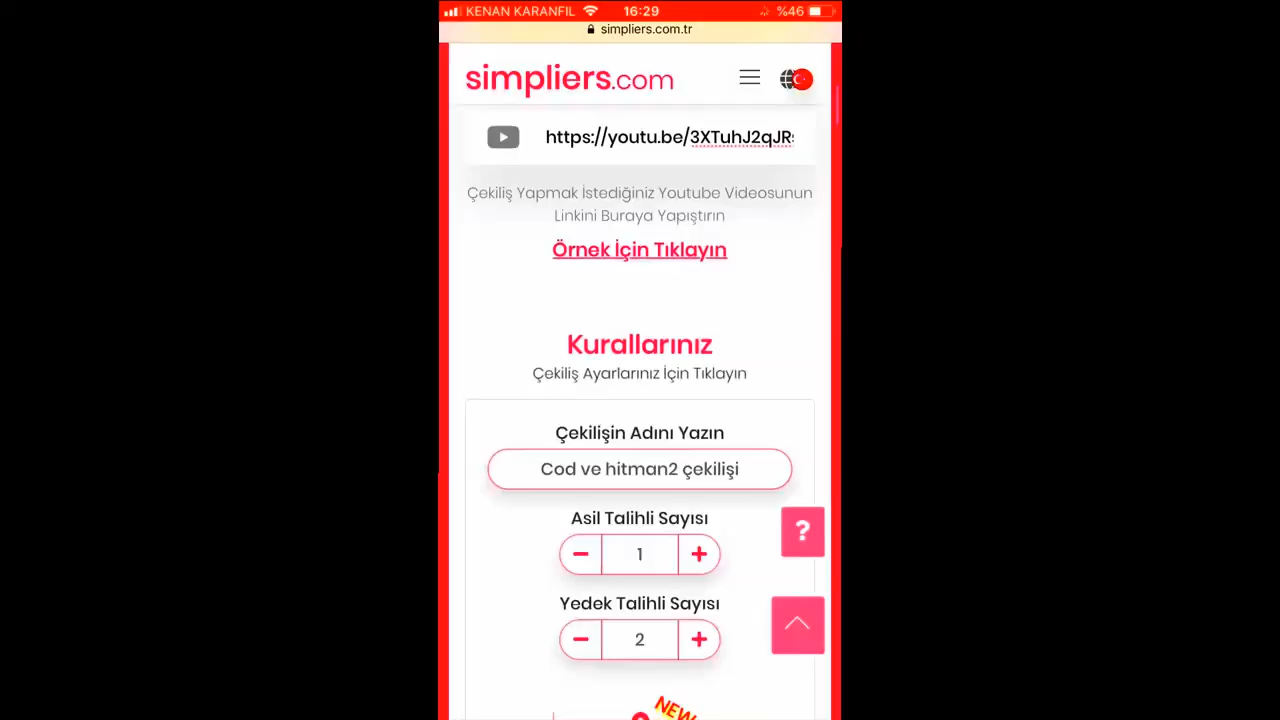 KENAN KARANFIL 16:29 %46
simpliers.com.tr
simpliers.com
https://youtu.be/3XTuhJ2qJR
Çekiliş Yapmak İstediğiniz Youtube Videosunun
Linkini Buraya Yapıştırın
Örnek İçin Tıklayın
Kurallarınız
Çekiliş Ayarlarınız İçin Tıklayın
Çekilişin Adını Yazın
Cod ve hitman2 çekilişi
Asil Talihli Sayısı
− 1 +
?
Yedek Talihli Sayısı
− 2 +
NEW